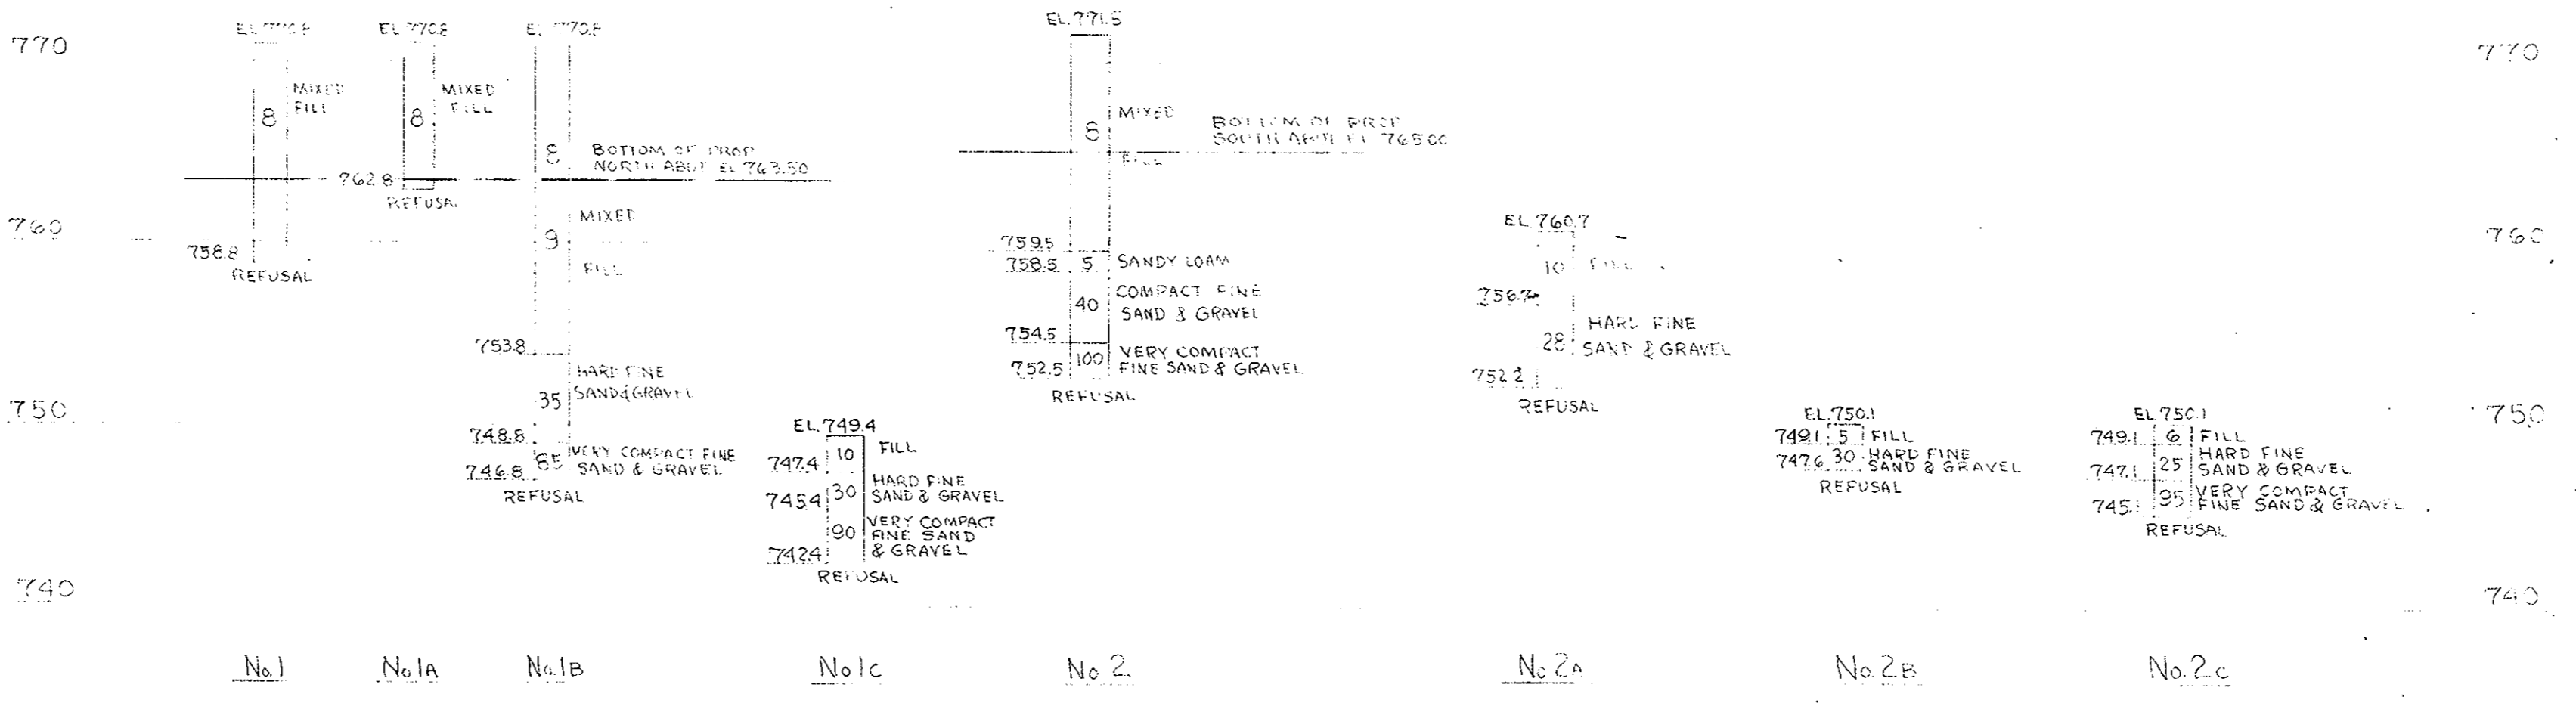 770
EL. 770.8
8
MIXED
FILL
758.8
REFUSAL
EL 770.8
8
MIXED
FILL
762.8
REFUSAL
EL. 770.8
8
BOTTOM OF PROP
NORTH ABUT EL 763.50
MIXED
9
FILL
753.8
HARD FINE
SAND & GRAVEL
35
748.8
85
VERY COMPACT FINE
SAND & GRAVEL
746.8
REFUSAL
EL. 749.4
10
FILL
747.4
30
HARD FINE
SAND & GRAVEL
745.4
90
VERY COMPACT
FINE SAND
& GRAVEL
742.4
REFUSAL
EL. 771.5
8
MIXED
FILL
BOTTOM OF PROP
SOUTH ABUT EL 765.00
759.5
758.5
5
SANDY LOAM
40
COMPACT FINE
SAND & GRAVEL
754.5
100
VERY COMPACT
FINE SAND & GRAVEL
752.5
REFUSAL
EL 760.7
10
FILL
756.7
28
HARD FINE
SAND & GRAVEL
752.2
REFUSAL
EL. 750.1
749.1
5
FILL
747.6
30
HARD FINE
SAND & GRAVEL
REFUSAL
EL 750.1
749.1
6
FILL
25
HARD FINE
SAND & GRAVEL
747.1
95
VERY COMPACT
FINE SAND & GRAVEL
745.1
REFUSAL
770
760
760
750
750
740
740
No. 1
No 1A
No. 1B
No 1C
No 2
No 2A
No. 2B
No. 2C